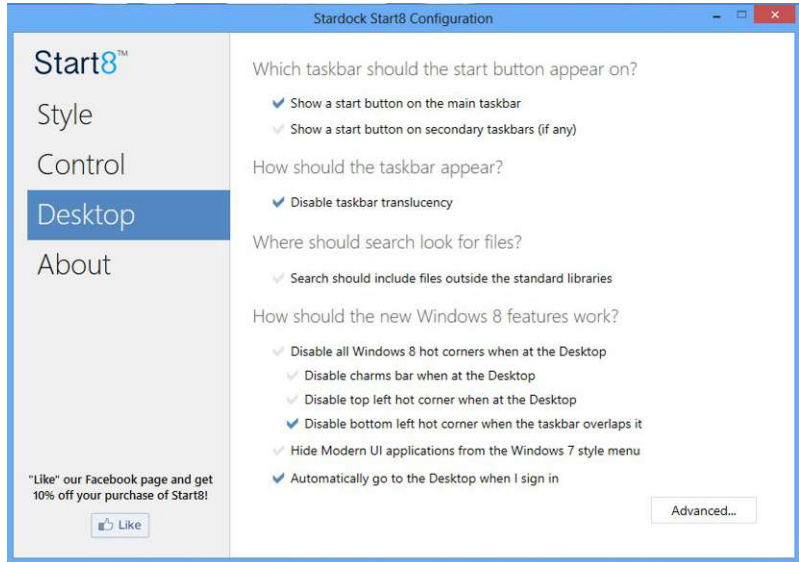 Stardock Start8 Configuration
Start8™
Style
Control
Desktop
About
"Like" our Facebook page and get
10% off your purchase of Start8!
Like
Which taskbar should the start button appear on?
Show a start button on the main taskbar
Show a start button on secondary taskbars (if any)
How should the taskbar appear?
Disable taskbar translucency
Where should search look for files?
Search should include files outside the standard libraries
How should the new Windows 8 features work?
Disable all Windows 8 hot corners when at the Desktop
Disable charms bar when at the Desktop
Disable top left hot corner when at the Desktop
Disable bottom left hot corner when the taskbar overlaps it
Hide Modern UI applications from the Windows 7 style menu
Automatically go to the Desktop when I sign in
Advanced...